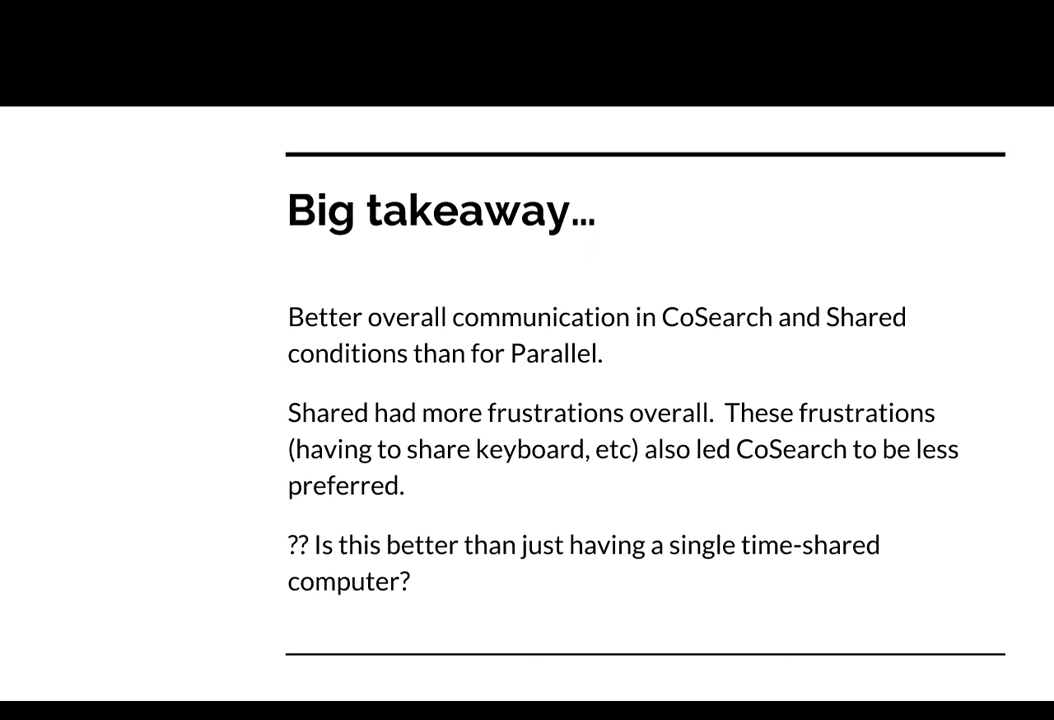 Big takeaway...
Better overall communication in CoSearch and Shared
conditions than for Parallel.
Shared had more frustrations overall.  These frustrations
(having to share keyboard, etc) also led CoSearch to be less
preferred.
?? Is this better than just having a single time-shared
computer?